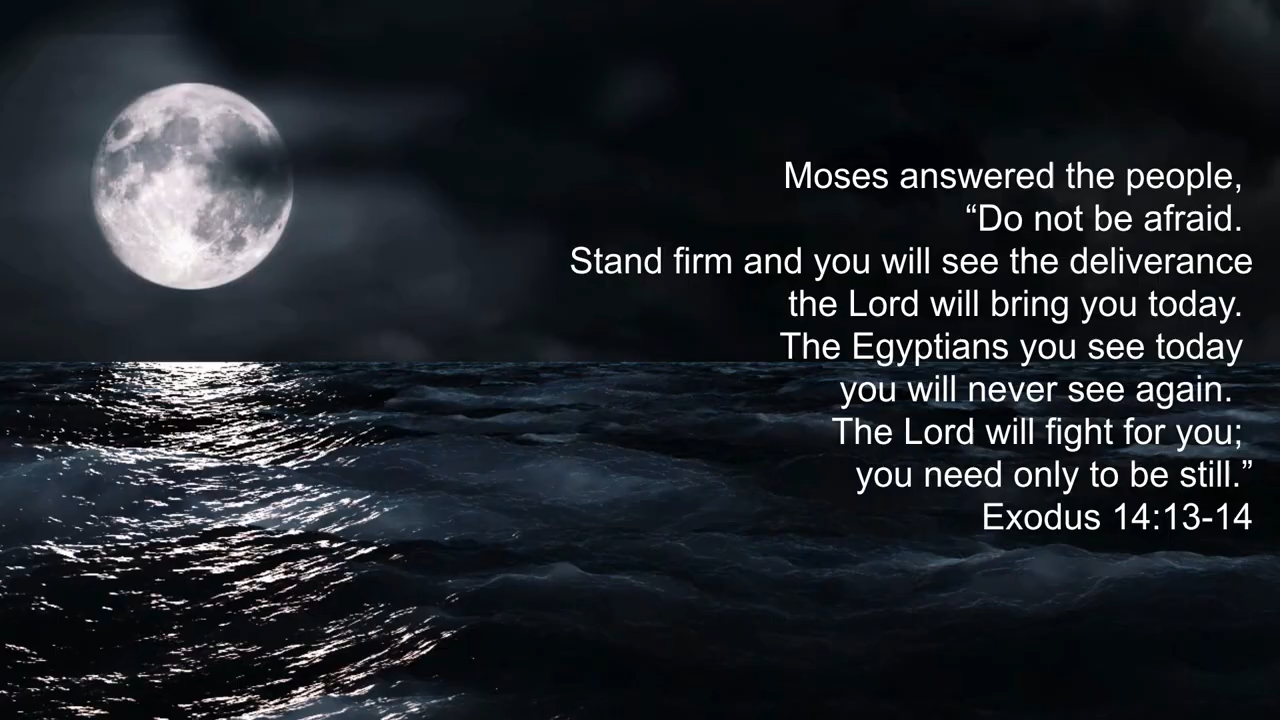 Moses answered the people,
“Do not be afraid.
Stand firm and you will see the deliverance
the Lord will bring you today.
The Egyptians you see today
you will never see again.
The Lord will fight for you;
you need only to be still.”
Exodus 14:13-14